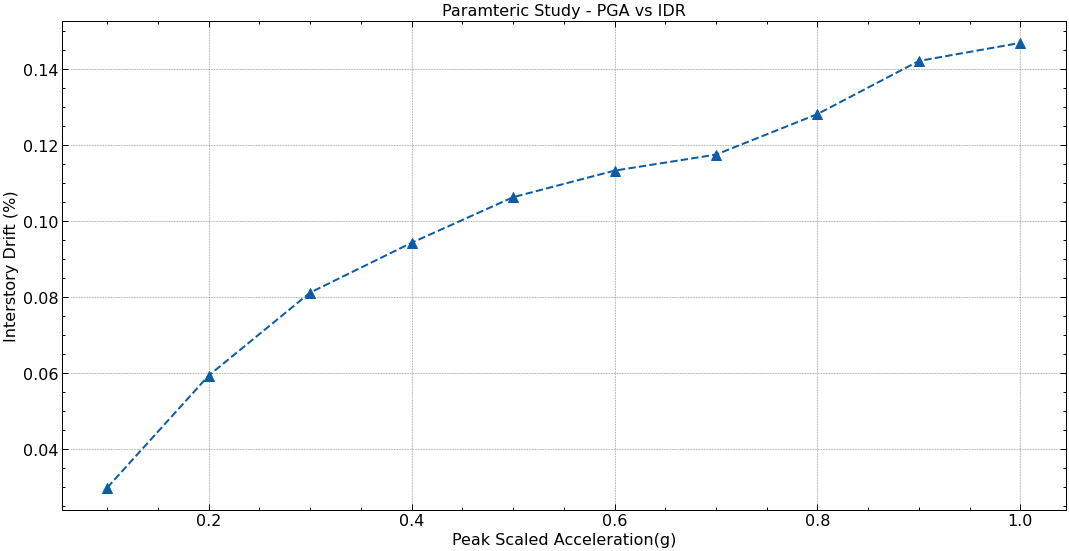 Paramteric Study - PGA vs IDR
Interstory Drift (%)
0.14
0.12
0.10
0.08
0.06
0.04
0.2 0.4 0.6 0.8 1.0
Peak Scaled Acceleration(g)